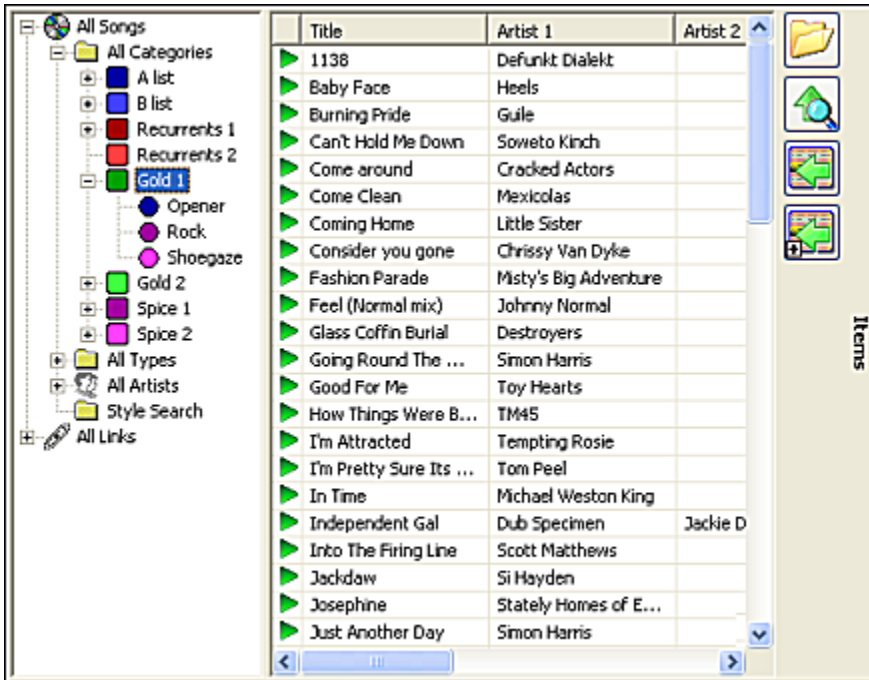 All Songs
All Categories
A list
B list
Recurrents 1
Recurrents 2
Gold 1
Opener
Rock
Shoegaze
Gold 2
Spice 1
Spice 2
All Types
All Artists
Style Search
All Links
Title Artist 1 Artist 2
1138 Defunkt Dialekt
Baby Face Heels
Burning Pride Guile
Can't Hold Me Down Soweto Kinch
Come around Cracked Actors
Come Clean Mexicolas
Coming Home Little Sister
Consider you gone Chrissy Van Dyke
Fashion Parade Misty's Big Adventure
Feel (Normal mix) Johnny Normal
Glass Coffin Burial Destroyers
Going Round The ... Simon Harris
Good For Me Toy Hearts
How Things Were B... TM45
I'm Attracted Tempting Rosie
I'm Pretty Sure Its ... Tom Peel
In Time Michael Weston King
Independent Gal Dub Specimen Jackie D
Into The Firing Line Scott Matthews
Jackdaw Si Hayden
Josephine Stately Homes of E...
Just Another Day Simon Harris
Items